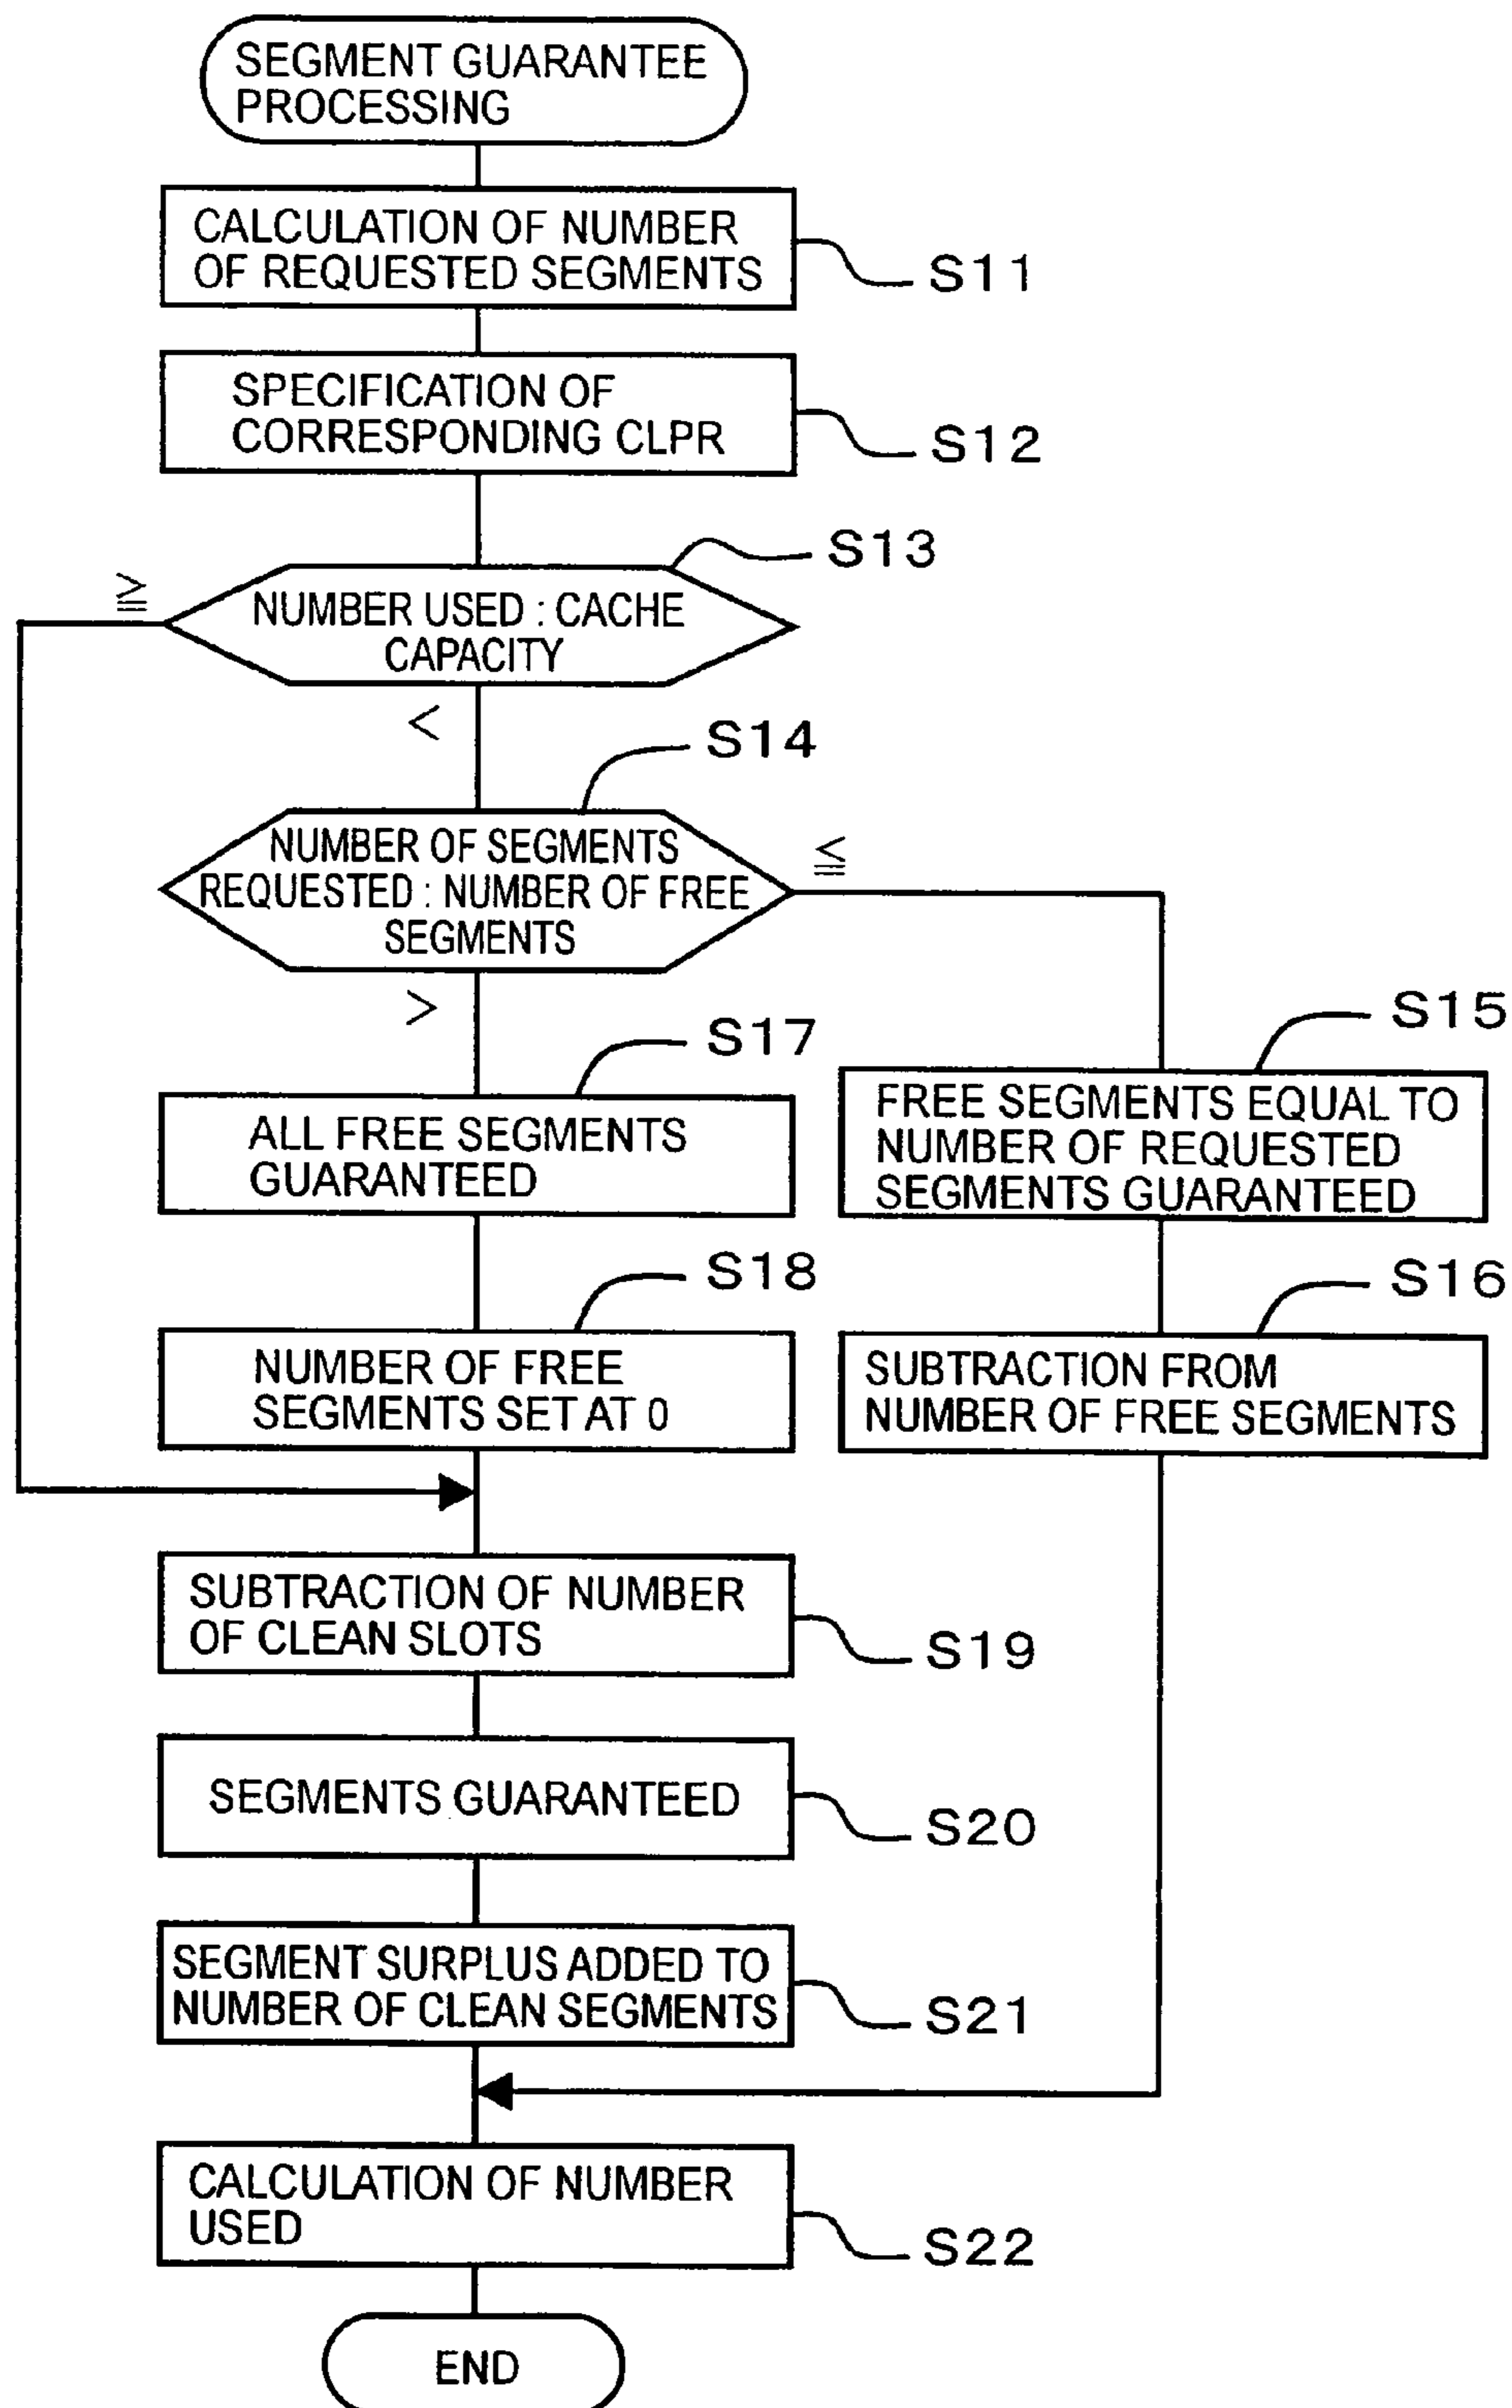 SEGMENT GUARANTEE
PROCESSING
CALCULATION OF NUMBER
OF REQUESTED SEGMENTS
S11
SPECIFICATION OF
CORRESPONDING CLPR
S12
S13
≧
NUMBER USED : CACHE
CAPACITY
<
S14
NUMBER OF SEGMENTS
REQUESTED : NUMBER OF FREE
SEGMENTS
≦
>
S17
ALL FREE SEGMENTS
GUARANTEED
S15
FREE SEGMENTS EQUAL TO
NUMBER OF REQUESTED
SEGMENTS GUARANTEED
S18
NUMBER OF FREE
SEGMENTS SET AT 0
S16
SUBTRACTION FROM
NUMBER OF FREE SEGMENTS
SUBTRACTION OF NUMBER
OF CLEAN SLOTS
S19
SEGMENTS GUARANTEED
S20
SEGMENT SURPLUS ADDED TO
NUMBER OF CLEAN SEGMENTS
S21
CALCULATION OF NUMBER
USED
S22
END